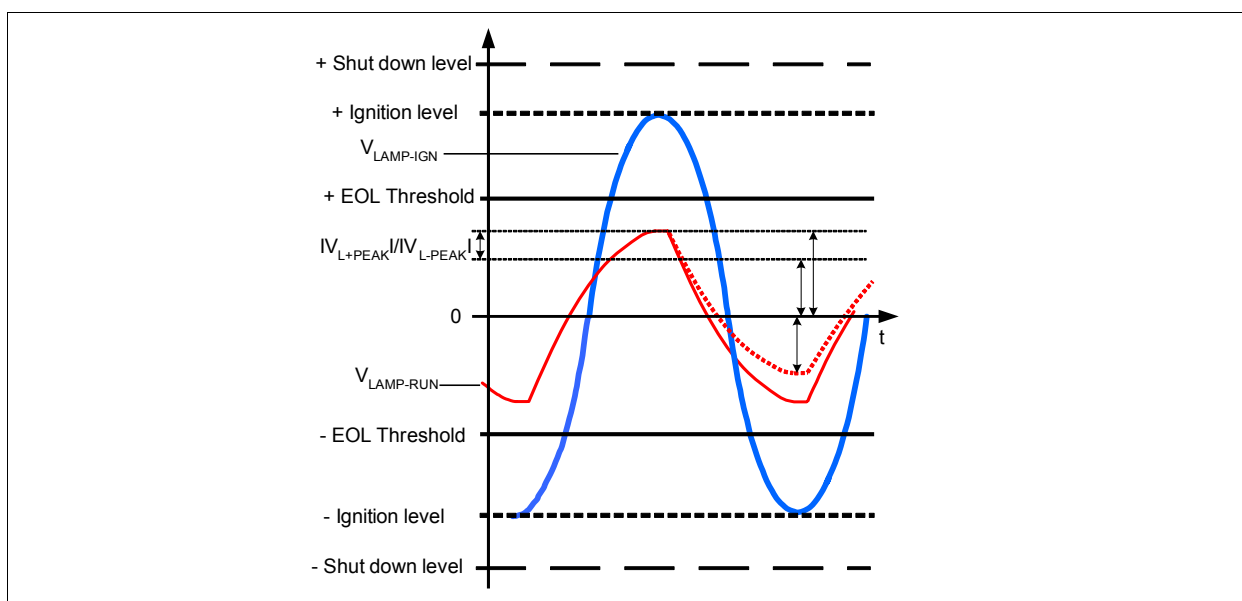 + Shut down level
+ Ignition level
VLAMP-IGN
+ EOL Threshold
IVL+PEAKI/IVL-PEAKI
0
t
VLAMP-RUN
- EOL Threshold
- Ignition level
- Shut down level